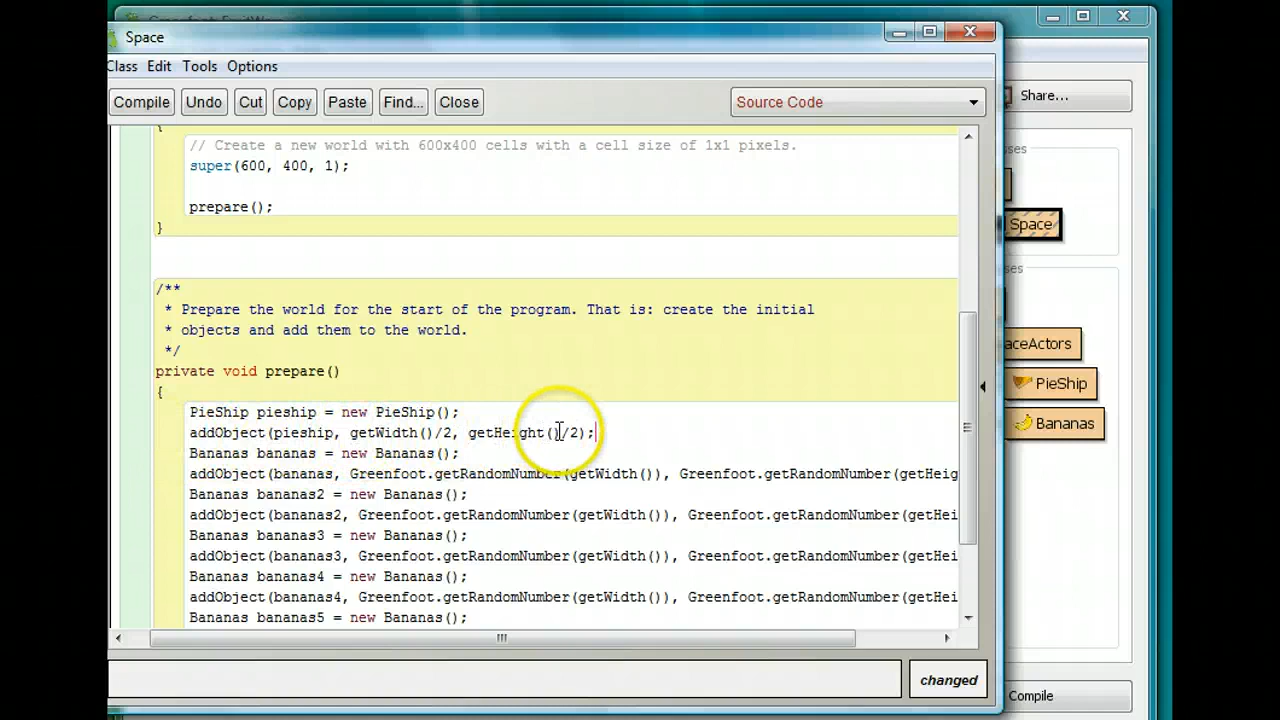 Space
Class Edit Tools Options
Compile Undo Cut Copy Paste Find... Close
Source Code
Share...
{
// Create a new world with 600x400 cells with a cell size of 1x1 pixels.
super(600, 400, 1);
prepare();
}
/**
* Prepare the world for the start of the program. That is: create the initial
* objects and add them to the world.
*/
private void prepare()
{
PieShip pieship = new PieShip();
addObject(pieship, getWidth()/2, getHeight()/2);
Bananas bananas = new Bananas();
addObject(bananas, Greenfoot.getRandomNumber(getWidth()), Greenfoot.getRandomNumber(getHeig
Bananas bananas2 = new Bananas();
addObject(bananas2, Greenfoot.getRandomNumber(getWidth()), Greenfoot.getRandomNumber(getHei
Bananas bananas3 = new Bananas();
addObject(bananas3, Greenfoot.getRandomNumber(getWidth()), Greenfoot.getRandomNumber(getHei
Bananas bananas4 = new Bananas();
addObject(bananas4, Greenfoot.getRandomNumber(getWidth()), Greenfoot.getRandomNumber(getHei
Bananas bananas5 = new Bananas();
changed
sses
Space
ses
aceActors
PieShip
Bananas
Compile